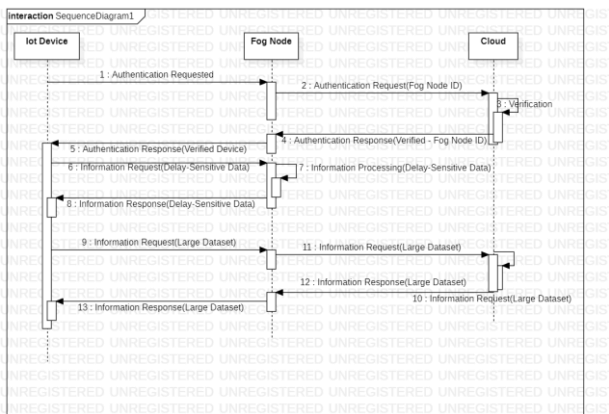 interaction SequenceDiagram1
Iot Device
Fog Node
Cloud
1 : Authentication Requested
2 : Authentication Request(Fog Node ID)
3 : Verification
4 : Authentication Response(Verified - Fog Node ID)
5 : Authentication Response(Verified Device)
6 : Information Request(Delay-Sensitive Data)
7 : Information Processing(Delay-Sensitive Data)
8 : Information Response(Delay-Sensitive Data)
9 : Information Request(Large Dataset)
11 : Information Request(Large Dataset)
12 : Information Response(Large Dataset)
10 : Information Request(Large Dataset)
13 : Information Response(Large Dataset)
UNREGISTERED